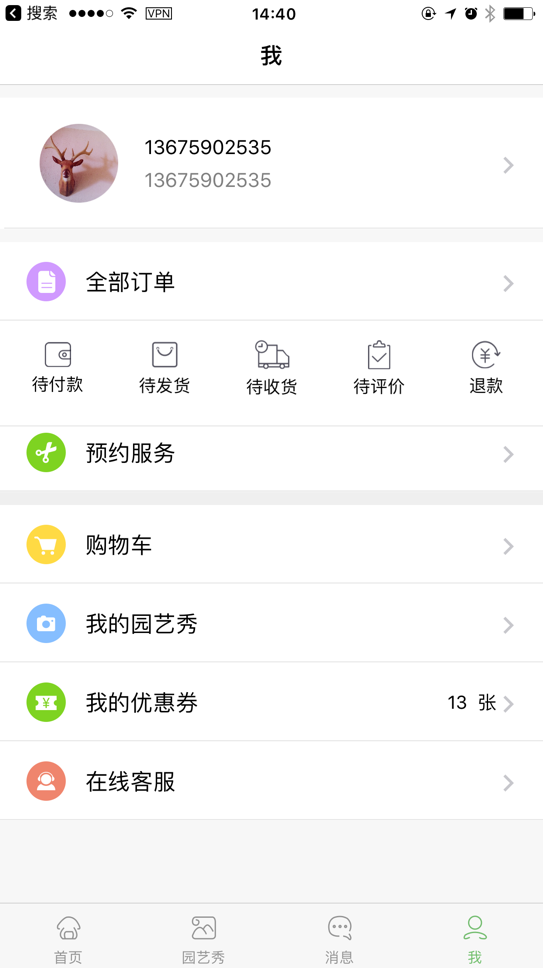 搜索 VPN 14:40
我
13675902535
13675902535
全部订单
待付款 待发货 待收货 待评价 退款
预约服务
购物车
我的园艺秀
我的优惠券 13 张
在线客服
首页 园艺秀 消息 我